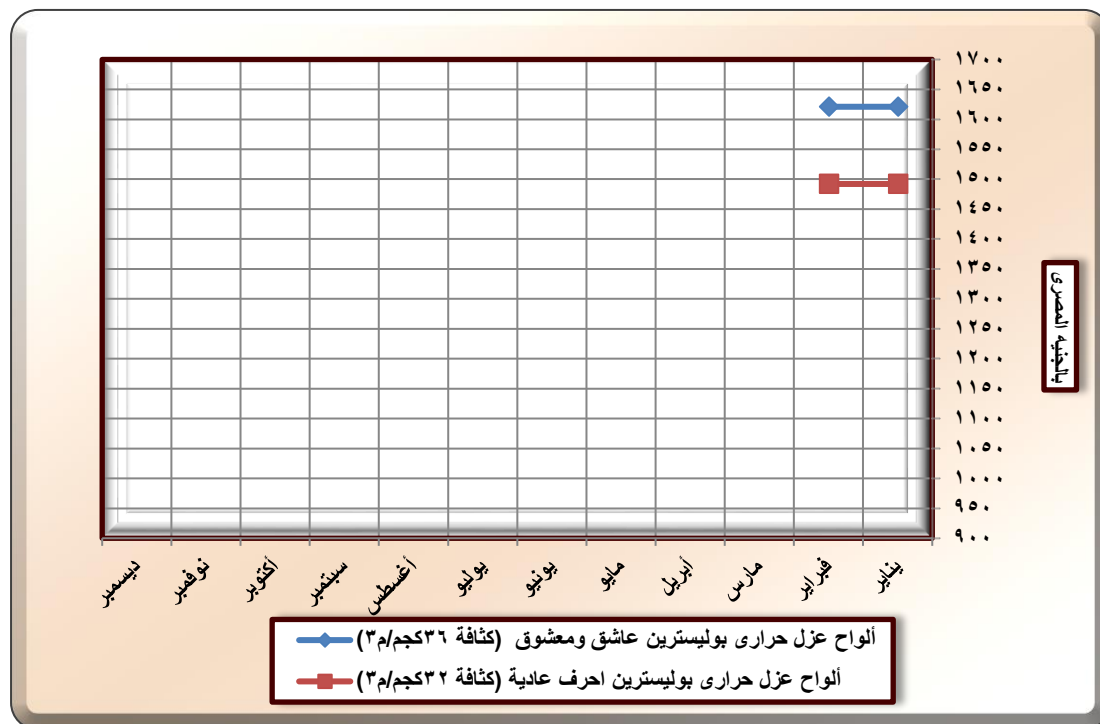 ١٧٠٠
١٦٥٠
١٦٠٠
١٥٥٠
١٥٠٠
١٤٥٠
١٤٠٠
١٣٥٠
١٣٠٠
١٢٥٠
١٢٠٠
١١٥٠
١١٠٠
١٠٥٠
١٠٠٠
٩٥٠
٩٠٠
بالجنيه المصرى
يناير
فبراير
مارس
أبريل
مايو
يونيو
يوليو
أغسطس
سبتمبر
أكتوبر
نوفمبر
ديسمبر
ألواح عزل حرارى بوليسترين عاشق ومعشوق (كثافة ٣٦كجم/م٣)
ألواح عزل حرارى بوليسترين احرف عادية (كثافة ٣٢كجم/م٣)